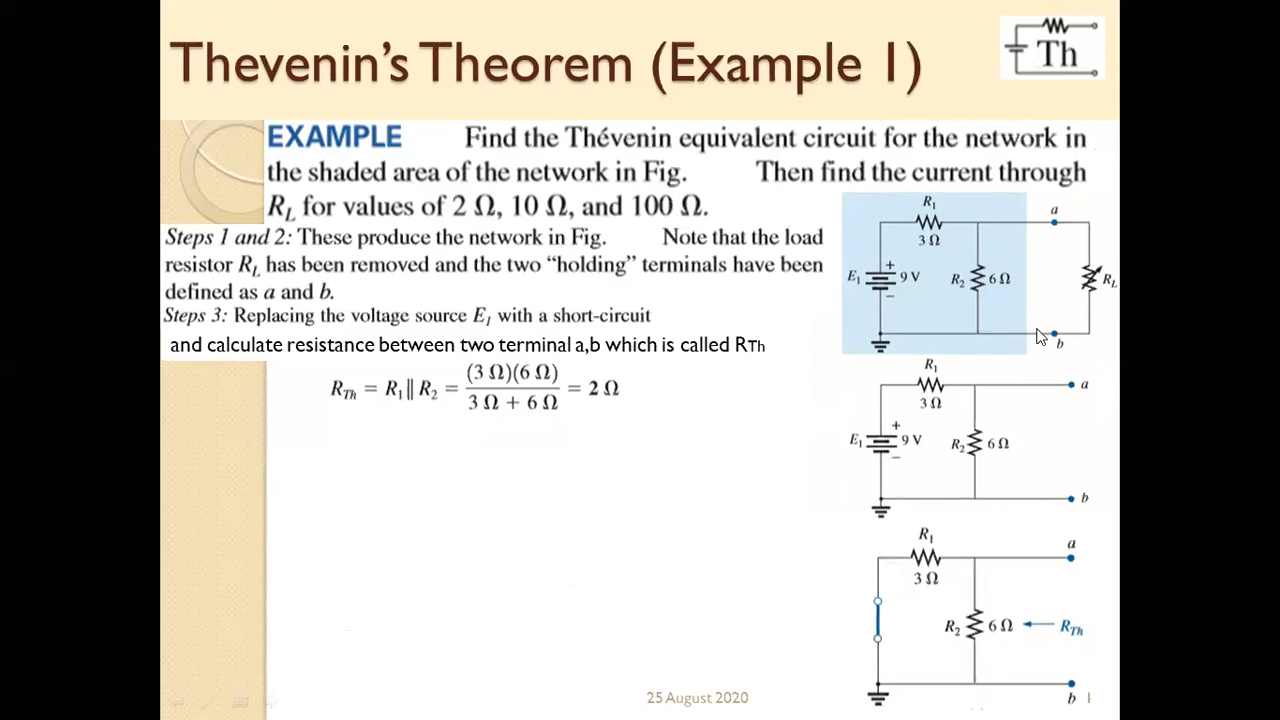 Thevenin's Theorem (Example 1)
Th
EXAMPLE Find the Thévenin equivalent circuit for the network in
the shaded area of the network in Fig. Then find the current through
R_L for values of 2 Ω, 10 Ω, and 100 Ω.
Steps 1 and 2: These produce the network in Fig. Note that the load
resistor R_L has been removed and the two “holding” terminals have been
defined as a and b.
Steps 3: Replacing the voltage source E_1 with a short-circuit
and calculate resistance between two terminal a,b which is called RTh
R_Th = R_1 || R_2 = (3 Ω)(6 Ω) / 3 Ω + 6 Ω = 2 Ω
R_1
3 Ω
a
E_1
+
9 V
−
R_2
6 Ω
R_L
b
R_1
3 Ω
a
E_1
+
9 V
−
R_2
6 Ω
b
R_1
3 Ω
a
R_2
6 Ω
R_Th
b
25 August 2020